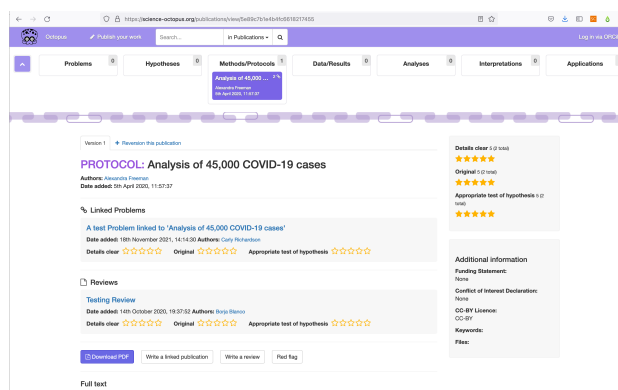 https://science-octopus.org/publications/view/5e89c7b1e4b4fc6618217455
Octopus
Publish your work
Search...
in Publications
Log in via ORCi
Problems 0
Hypotheses 0
Methods/Protocols 1
Data/Results 0
Analyses 0
Interpretations 0
Applications
Analysis of 45,000 ... 2
Alexandra Freeman
5th April 2020, 11:57:37
Version 1
+ Reversion this publication
PROTOCOL: Analysis of 45,000 COVID-19 cases
Authors: Alexandra Freeman
Date added: 5th April 2020, 11:57:37
Linked Problems
A test Problem linked to 'Analysis of 45,000 COVID-19 cases'
Date added: 18th November 2021, 14:14:30 Authors: Carly Richardson
Details clear Original Appropriate test of hypothesis
Reviews
Testing Review
Date added: 14th October 2020, 19:37:52 Authors: Borja Blanco
Details clear Original Appropriate test of hypothesis
Download PDF
Write a linked publication
Write a review
Red flag
Full text
Details clear 5 (2 total)
Original 5 (2 total)
Appropriate test of hypothesis 5 (2
total)
Additional information
Funding Statement:
None
Conflict of Interest Declaration:
None
CC-BY Licence:
CC-BY
Keywords:
Files: